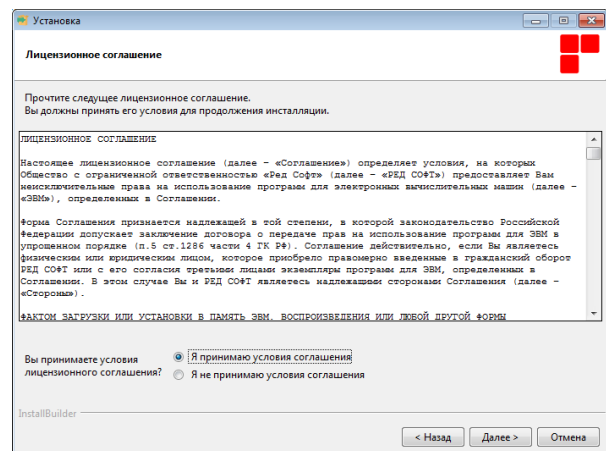 Установка
Лицензионное соглашение
Прочтите следущее лицензионное соглашение.
Вы должны принять его условия для продолжения инсталляции.
ЛИЦЕНЗИОННОЕ СОГЛАШЕНИЕ
Настоящее лицензионное соглашение (далее – «Соглашение») определяет условия, на которых
Общество с ограниченной ответственностью «Ред Софт» (далее – «РЕД СОФТ») предоставляет Вам
неисключительные права на использование программ для электронных вычислительных машин (далее –
«ЭВМ»), определенных в Соглашении.
Форма Соглашения признается надлежащей в той степени, в которой законодательство Российской
Федерации допускает заключение договора о передаче прав на использование программ для ЭВМ в
упрощенном порядке (п.5 ст.1286 части 4 ГК РФ). Соглашение действительно, если Вы являетесь
физическим или юридическим лицом, которое приобрело правомерно введенные в гражданский оборот
РЕД СОФТ или с его согласия третьими лицами экземпляры программ для ЭВМ, определенных в
Соглашении. В этом случае Вы и РЕД СОФТ являетесь надлежащими сторонами Соглашения (далее –
«Стороны»).
ФАКТОМ ЗАГРУЗКИ ИЛИ УСТАНОВКИ В ПАМЯТЬ ЭВМ, ВОСПРОИЗВЕДЕНИЯ ИЛИ ЛЮБОЙ ДРУГОЙ ФОРМЫ
Вы принимаете условия
лицензионного соглашения?
Я принимаю условия соглашения
Я не принимаю условия соглашения
InstallBuilder
< Назад
Далее >
Отмена